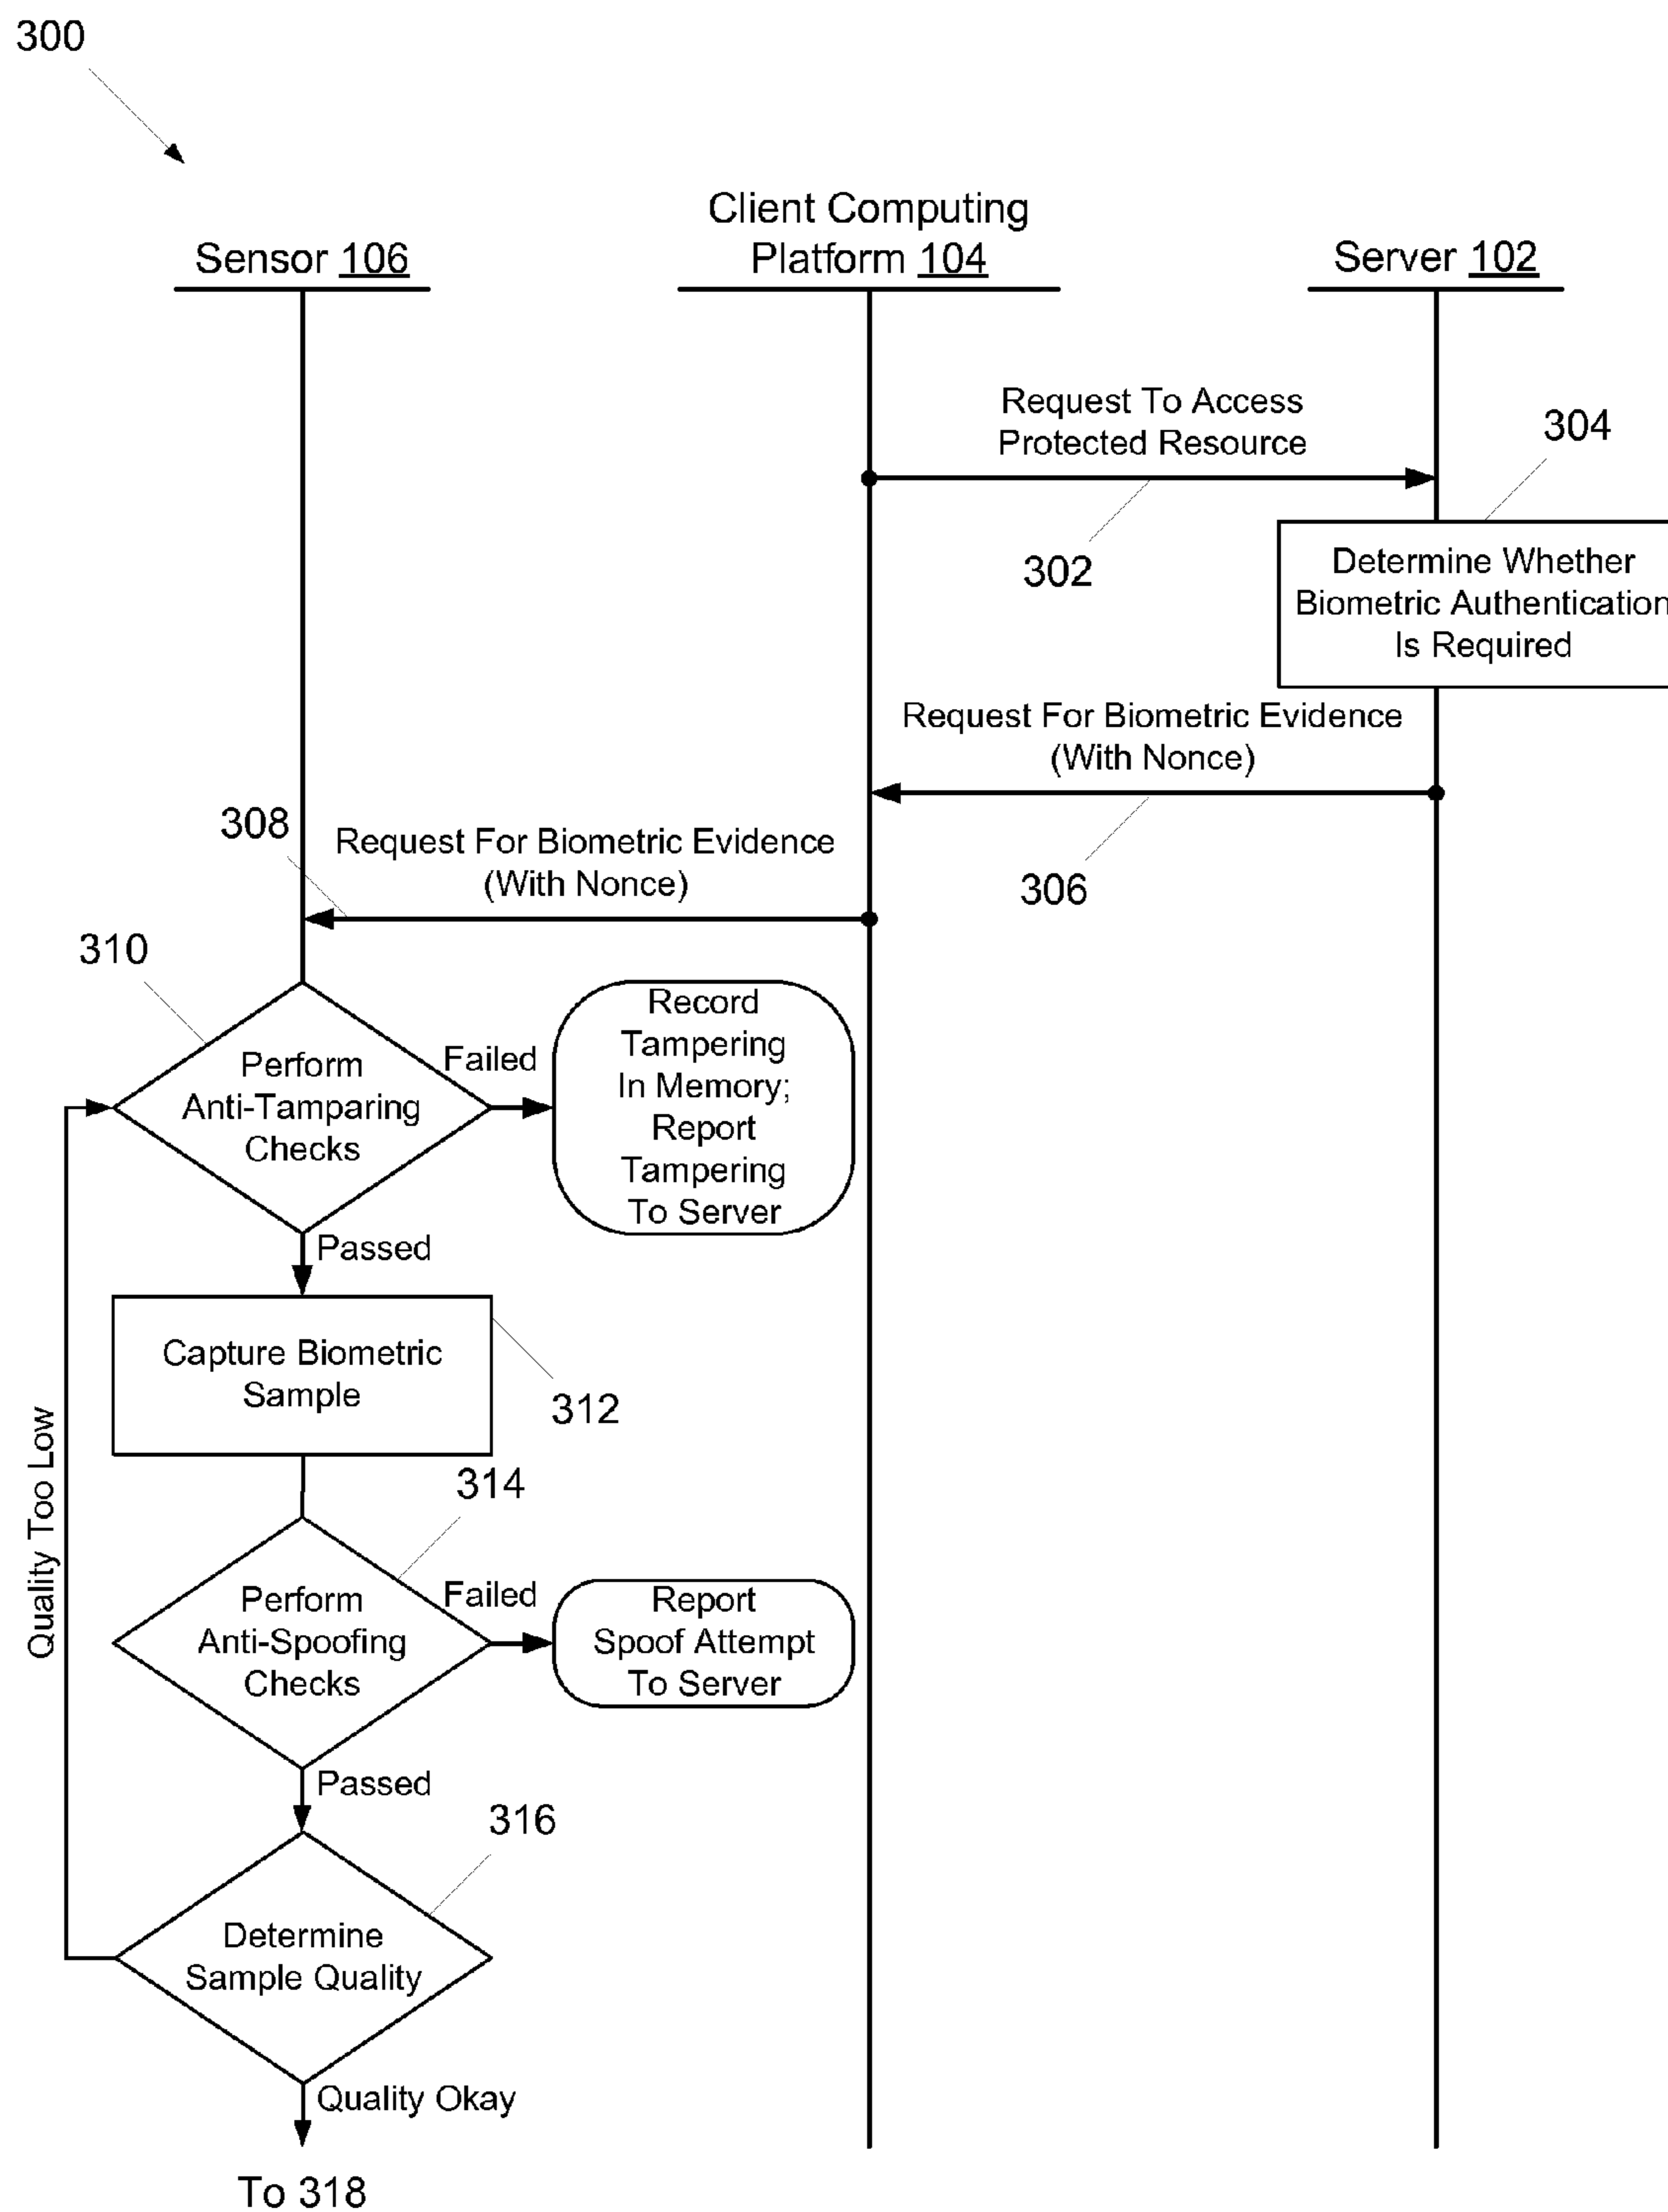 300
Client Computing
Sensor 106
Platform 104
Server 102
Request To Access
Protected Resource
302
304
Determine Whether
Biometric Authentication
Is Required
Request For Biometric Evidence
(With Nonce)
306
308
Request For Biometric Evidence
(With Nonce)
310
Perform
Anti-Tamparing
Checks
Failed
Record
Tampering
In Memory;
Report
Tampering
To Server
Passed
Capture Biometric
Sample
312
314
Perform
Anti-Spoofing
Checks
Failed
Report
Spoof Attempt
To Server
Quality Too Low
Passed
316
Determine
Sample Quality
Quality Okay
To 318